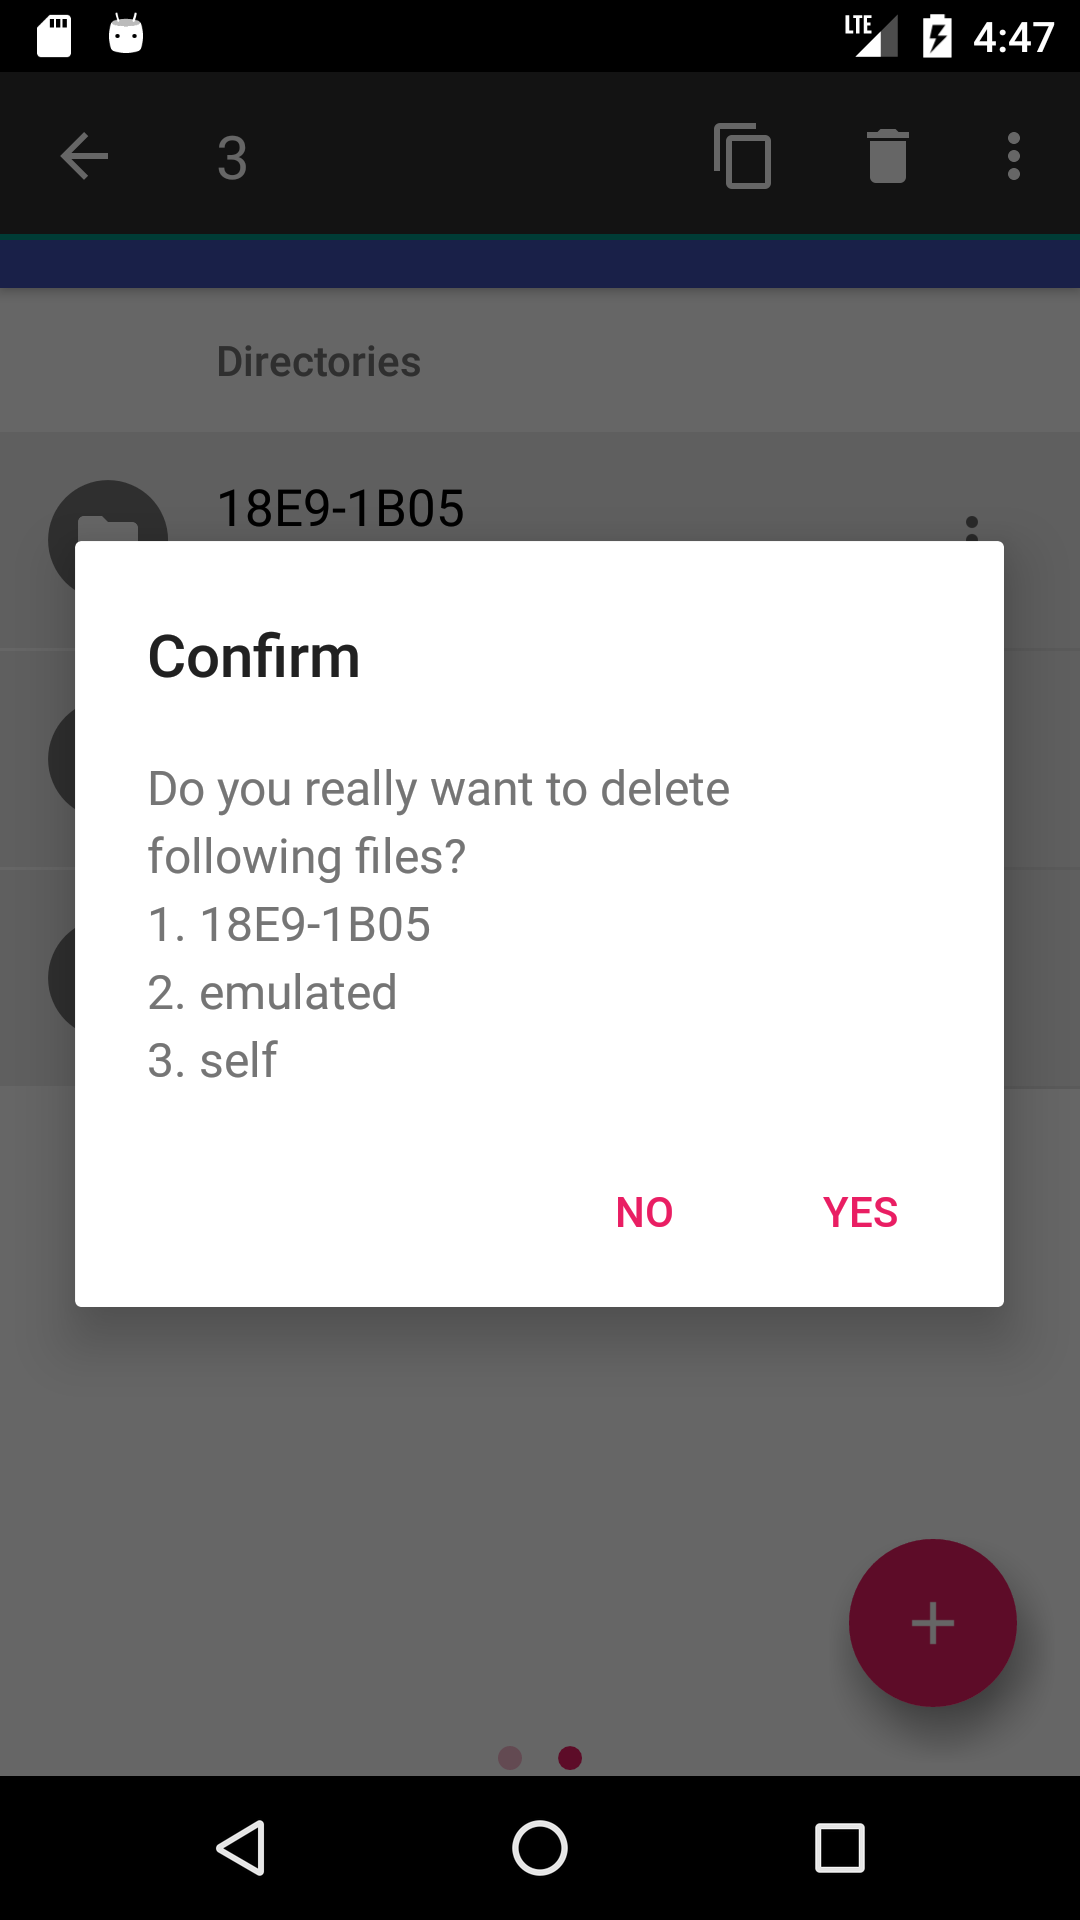 LTE 4:47
3
Directories
18E9-1B05
Confirm
Do you really want to delete
following files?
1. 18E9-1B05
2. emulated
3. self
NO YES